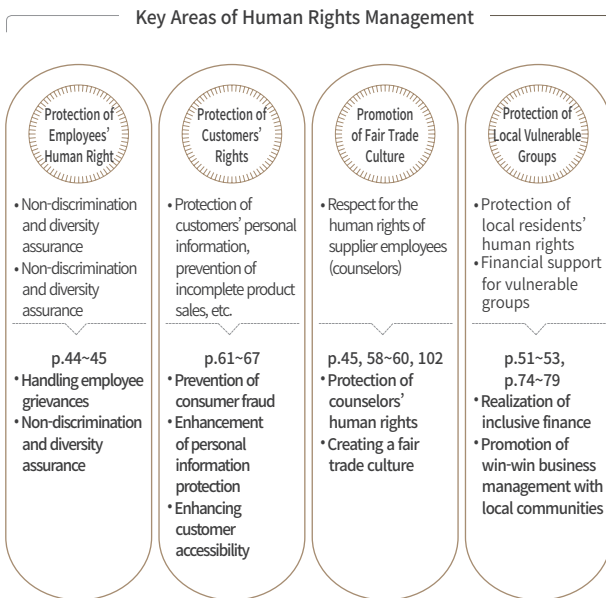 Key Areas of Human Rights Management
Protection of
Employees’
Human Right
• Non-discrimination
and diversity
assurance
• Non-discrimination
and diversity
assurance
p.44~45
• Handling employee
grievances
• Non-discrimination
and diversity
assurance
Protection of
Customers’
Rights
• Protection of
customers’ personal
information,
prevention of
incomplete product
sales, etc.
p.61~67
• Prevention of
consumer fraud
• Enhancement
of personal
information
protection
• Enhancing
customer
accessibility
Promotion
of Fair Trade
Culture
• Respect for the
human rights of
supplier employees
(counselors)
p.45, 58~60, 102
• Protection of
counselors’
human rights
• Creating a fair
trade culture
Protection of
Local Vulnerable
Groups
• Protection of
local residents’
human rights
• Financial support
for vulnerable
groups
p.51~53,
p.74~79
• Realization of
inclusive finance
• Promotion of
win-win business
management with
local communities